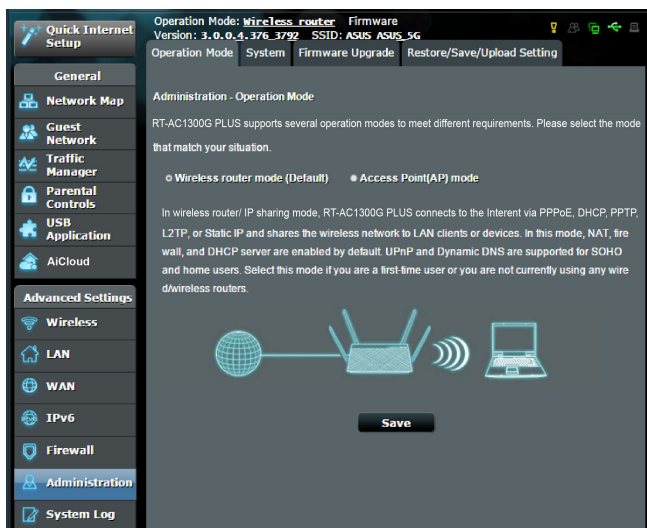 Quick Internet
Setup
General
Network Map
Guest
Network
Traffic
Manager
Parental
Controls
USB
Application
AiCloud
Advanced Settings
Wireless
LAN
WAN
IPv6
Firewall
Administration
System Log
Operation Mode: Wireless router Firmware
Version: 3.0.0.4.376_3792 SSID: ASUS ASUS_5G
Operation Mode System Firmware Upgrade Restore/Save/Upload Setting
Administration - Operation Mode
RT-AC1300G PLUS supports several operation modes to meet different requirements. Please select the mode
that match your situation.
Wireless router mode (Default) Access Point(AP) mode
In wireless router/ IP sharing mode, RT-AC1300G PLUS connects to the Interent via PPPoE, DHCP, PPTP,
L2TP, or Static IP and shares the wireless network to LAN clients or devices. In this mode, NAT, fire
wall, and DHCP server are enabled by default. UPnP and Dynamic DNS are supported for SOHO
and home users. Select this mode if you are a first-time user or you are not currently using any wire
d/wireless routers.
Save